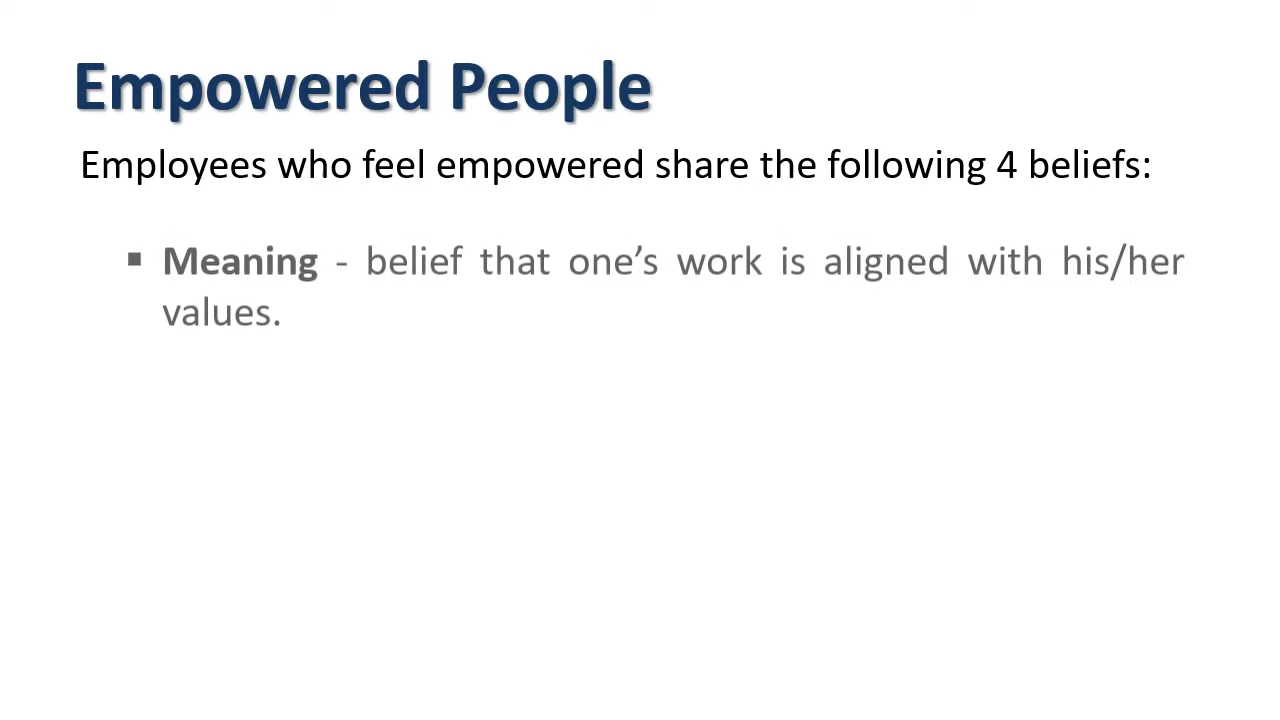 Empowered People
Employees who feel empowered share the following 4 beliefs:
▪ Meaning - belief that one’s work is aligned with his/her
values.